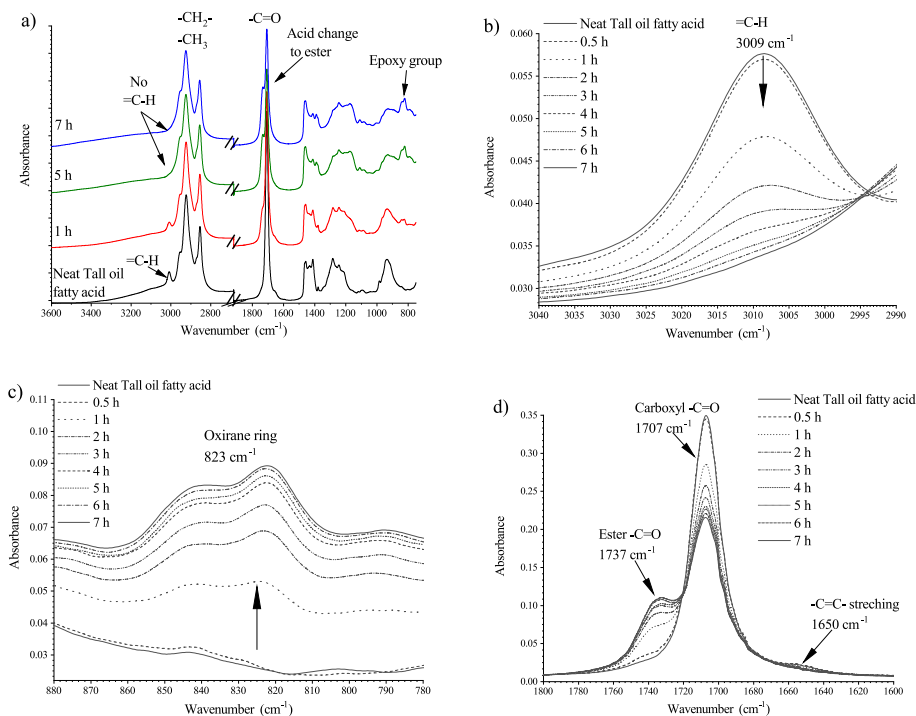 a)
-CH2-
-CH3
-C=O
Acid change
to ester
Epoxy group
No
=C-H
7 h
5 h
1 h
Neat Tall oil
fatty acid
=C-H
Absorbance
3600 3400 3200 3000 2800 2600 1800 1600 1400 1200 1000 800
Wavenumber (cm-1)
b)
Neat Tall oil fatty acid
0.5 h
1 h
2 h
3 h
4 h
5 h
6 h
7 h
=C-H
3009 cm-1
0.060
0.055
0.050
0.045
0.040
0.035
0.030
Absorbance
3040 3035 3030 3025 3020 3015 3010 3005 3000 2995 2990
Wavenumber (cm-1)
c)
Neat Tall oil fatty acid
0.5 h
1 h
2 h
3 h
4 h
5 h
6 h
7 h
Oxirane ring
823 cm-1
0.11
0.10
0.09
0.08
0.07
0.06
0.05
0.04
0.03
Absorbance
880 860 840 820 800 780
Wavenumber (cm-1)
d)
Neat Tall oil fatty acid
0.5 h
1 h
2 h
3 h
4 h
5 h
6 h
7 h
Carboxyl -C=O
1707 cm-1
Ester -C=O
1737 cm-1
-C=C- streching
1650 cm-1
0.35
0.30
0.25
0.20
0.15
0.10
0.05
0.00
Absorbance
1800 1780 1760 1740 1720 1700 1680 1660 1640 1620 1600
Wavenumber (cm-1)